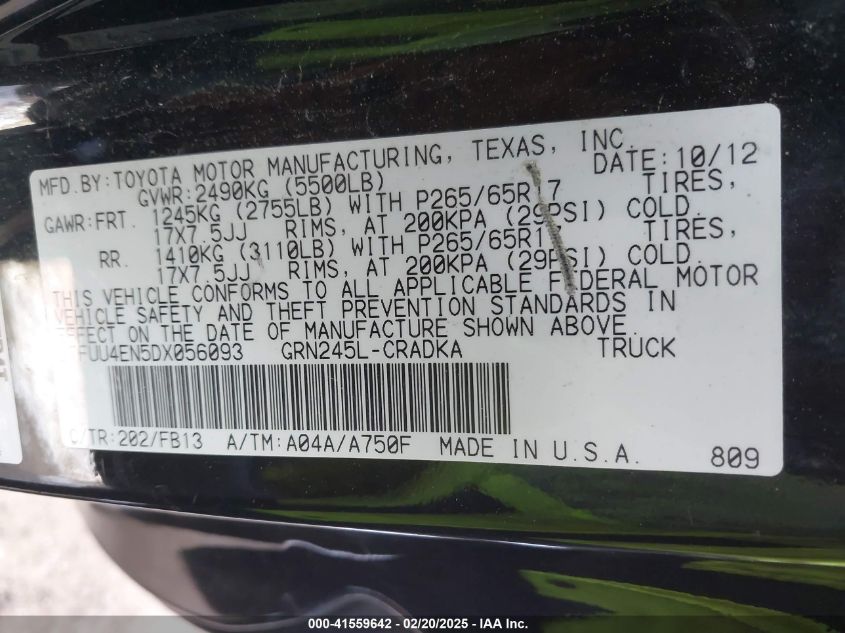 MFD.BY:TOYOTA MOTOR MANUFACTURING, TEXAS, INC.
DATE:10/12
GVWR:2490KG (5500LB)
GAWR:FRT. 1245KG (2755LB) WITH P265/65R17 TIRES,
17X7.5JJ RIMS, AT 200KPA (29PSI) COLD.
RR. 1410KG (3110LB) WITH P265/65R17 TIRES,
17X7.5JJ RIMS, AT 200KPA (29PSI) COLD.
THIS VEHICLE CONFORMS TO ALL APPLICABLE FEDERAL MOTOR
VEHICLE SAFETY AND THEFT PREVENTION STANDARDS IN
EFFECT ON THE DATE OF MANUFACTURE SHOWN ABOVE.
FUU4EN5DX056093 GRN245L-CRADKA TRUCK
C/TR:202/FB13 A/TM:A04A/A750F MADE IN U.S.A.
809
000-41559642 - 02/20/2025 - IAA Inc.